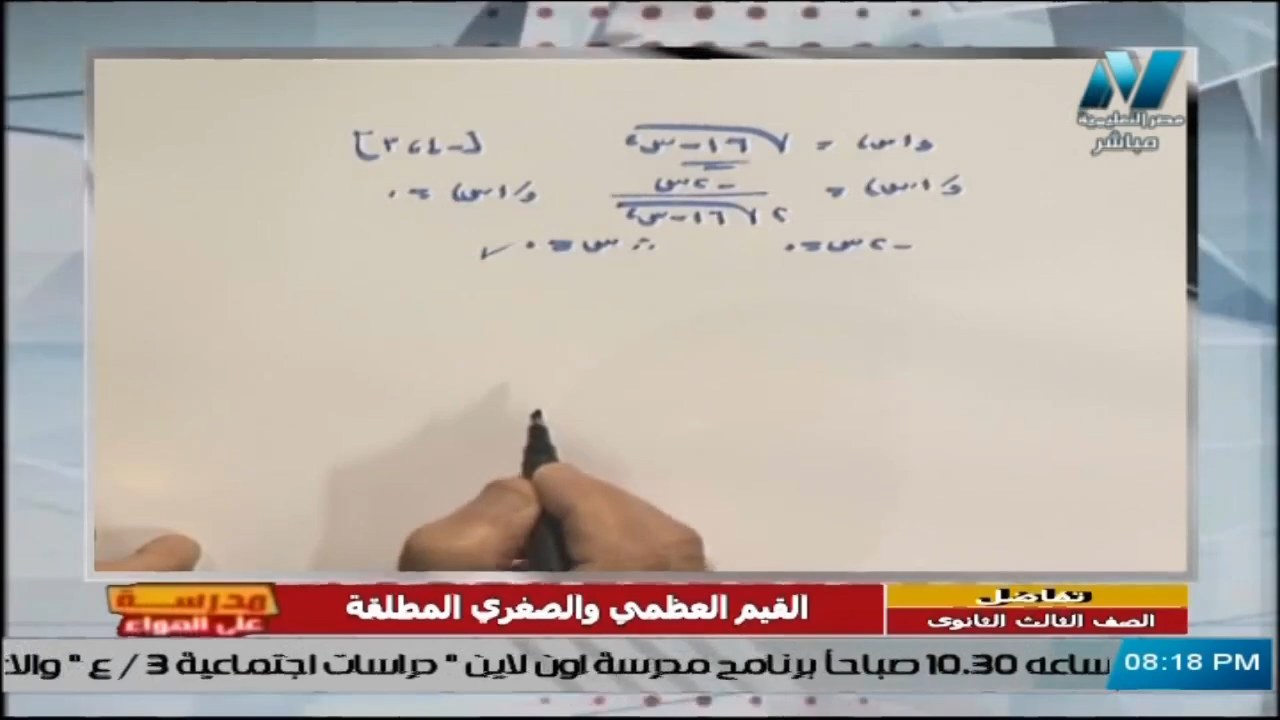 مصر التعليمية
مباشر
د(س) = √(١٦ − س٢) [−٤، ٣]
دَ(س) = −٢س / ٢√(١٦ − س٢) دَ(س) = ٠
−٢س = ٠ ∴ س = ٠ ✓
تفاضل
الصف الثالث الثانوى
القيم العظمي والصغري المطلقة
مدرسة
على الهواء
08:18 PM
ساعه 10.30 صباحاً برنامج مدرسة اون لاين " دراسات اجتماعية 3 / ع " والا